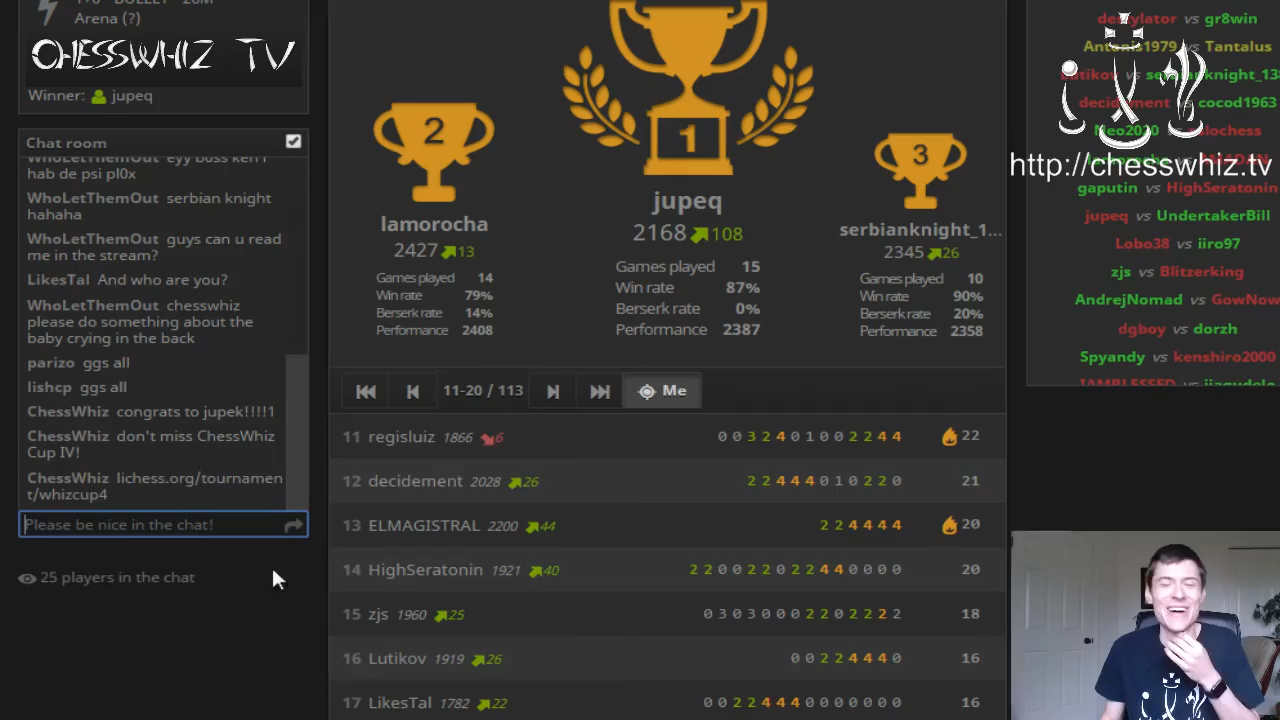 Arena (?)
CHESSWHIZ TV
Winner: jupeq
Chat room
hab de psi pl0x
WhoLetThemOut serbian knight
hahaha
WhoLetThemOut guys can u read
me in the stream?
LikesTal And who are you?
WhoLetThemOut chesswhiz
please do something about the
baby crying in the back
parizo ggs all
lishcp ggs all
ChessWhiz congrats to jupek!!!!1
ChessWhiz don't miss ChessWhiz
Cup IV!
ChessWhiz lichess.org/tournamen
t/whizcup4
Please be nice in the chat!
25 players in the chat
2
lamorocha
2427 13
Games played 14
Win rate 79%
Berserk rate 14%
Performance 2408
1
jupeq
2168 108
Games played 15
Win rate 87%
Berserk rate 0%
Performance 2387
3
serbianknight_1...
2345 26
Games played 10
Win rate 90%
Berserk rate 20%
Performance 2358
11-20 / 113 Me
11 regisluiz 1866 6 0 0 3 2 4 0 1 0 0 2 2 4 4 22
12 decidement 2028 26 2 2 4 4 4 0 1 0 2 2 0 21
13 ELMAGISTRAL 2200 44 2 2 4 4 4 4 20
14 HighSeratonin 1921 40 2 2 0 0 2 2 0 2 2 4 4 0 0 0 0 20
15 zjs 1960 25 0 3 0 3 0 0 0 2 2 0 2 2 2 18
16 Lutikov 1919 26 0 0 2 2 4 4 4 0 16
17 LikesTal 1782 22 0 0 2 2 4 4 4 0 0 0 0 0 0 0 16
vs gr8win
Antonis1979 vs Tantalus
vs
vs cocod1963
Neo2020
http://chesswhiz.tv
gaputin vs HighSeratonin
jupeq vs UndertakerBill
Lobo38 vs iiro97
zjs vs Blitzerking
AndrejNomad vs GowNow
dgboy vs dorzh
Spyandy vs kenshiro2000